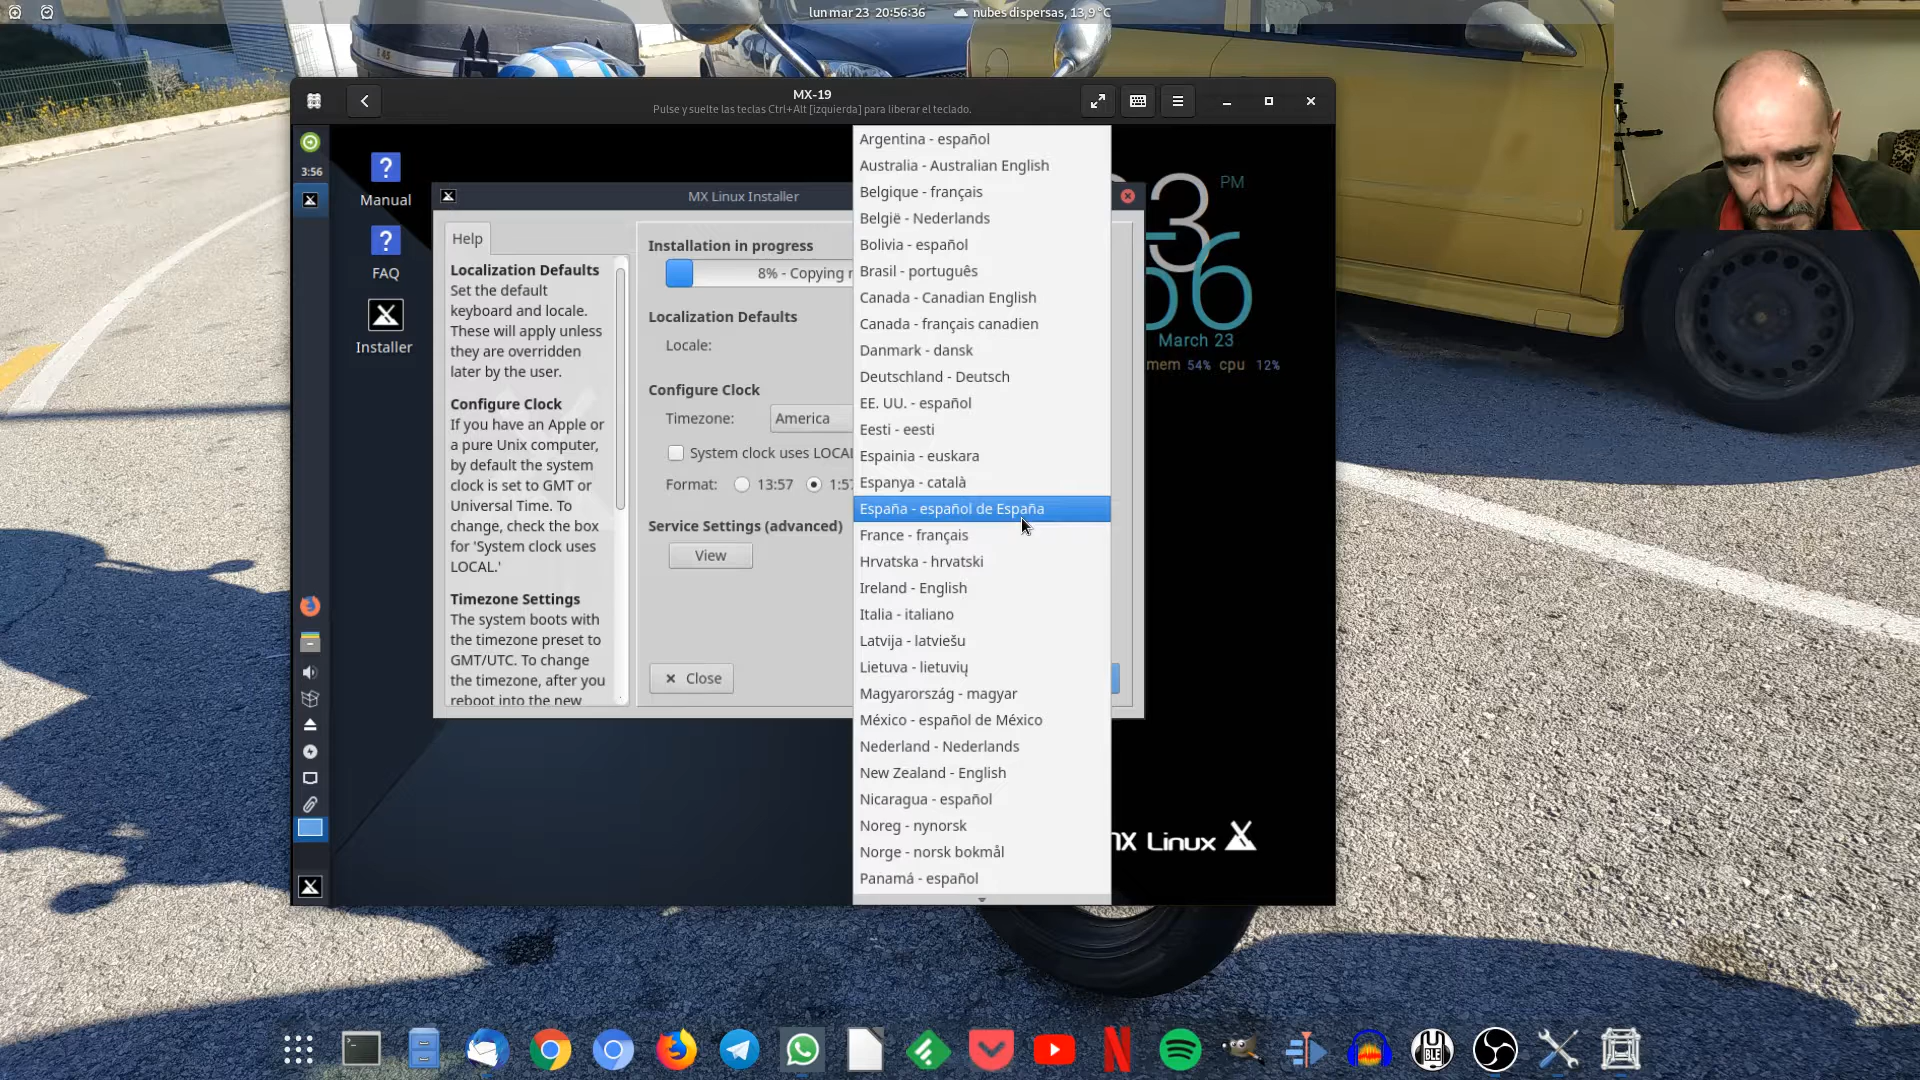 lun mar 23 20:56:36
nubes dispersas, 13,9°C
E 45
MX-19
Pulse y suelte las teclas Ctrl+Alt [izquierda] para liberar el teclado.
3:56
Manual
FAQ
Installer
MX Linux Installer
Help
Localization Defaults
Set the default
keyboard and locale.
These will apply unless
they are overridden
later by the user.
Configure Clock
If you have an Apple or
a pure Unix computer,
by default the system
clock is set to GMT or
Universal Time. To
change, check the box
for 'System clock uses
LOCAL.'
Timezone Settings
The system boots with
the timezone preset to
GMT/UTC. To change
the timezone, after you
reboot into the new
Installation in progress
8% - Copying
Localization Defaults
Locale:
Configure Clock
Timezone:
America
System clock uses LOCAL
Format:
13:57
1:57
Service Settings (advanced)
View
Close
Argentina - español
Australia - Australian English
Belgique - français
België - Nederlands
Bolivia - español
Brasil - português
Canada - Canadian English
Canada - français canadien
Danmark - dansk
Deutschland - Deutsch
EE. UU. - español
Eesti - eesti
Espainia - euskara
Espanya - català
España - español de España
France - français
Hrvatska - hrvatski
Ireland - English
Italia - italiano
Latvija - latviešu
Lietuva - lietuvių
Magyarország - magyar
México - español de México
Nederland - Nederlands
New Zealand - English
Nicaragua - español
Noreg - nynorsk
Norge - norsk bokmål
Panamá - español
PM
March 23
mem 54% cpu 12%
MX Linux